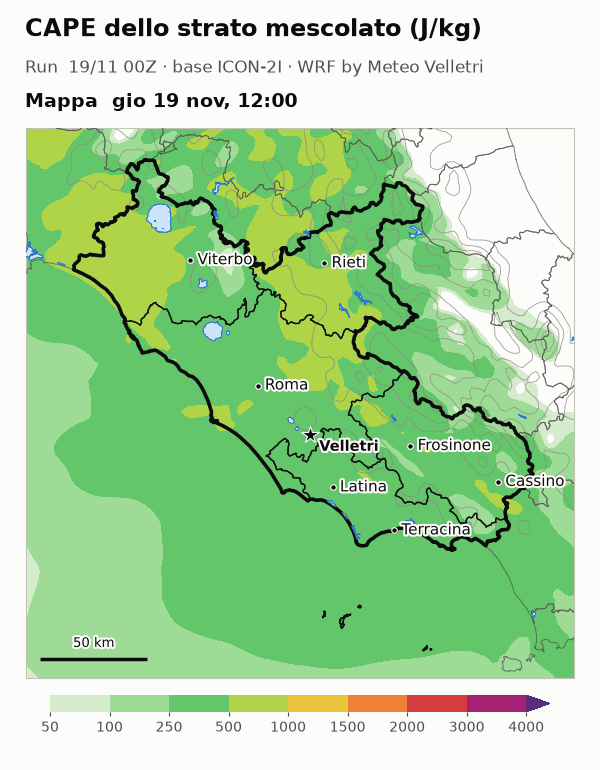 CAPE dello strato mescolato (J/kg)
Run  19/11 00Z · base ICON-2I · WRF by Meteo Velletri
Mappa  gio 19 nov, 12:00
Viterbo
Rieti
Roma
Velletri
Frosinone
Cassino
Latina
Terracina
50 km
50 100 250 500 1000 1500 2000 3000 4000